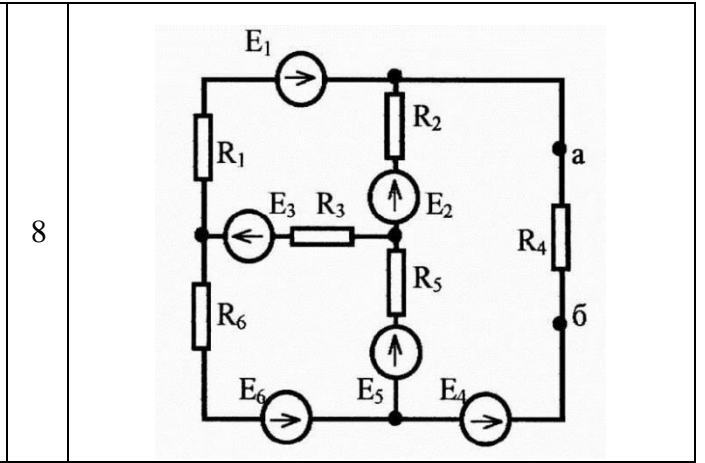 8
E₁
R₂
R₁
а
E₃ R₃ E₂
R₄
R₅
R₆
б
E₆ E₅ E₄